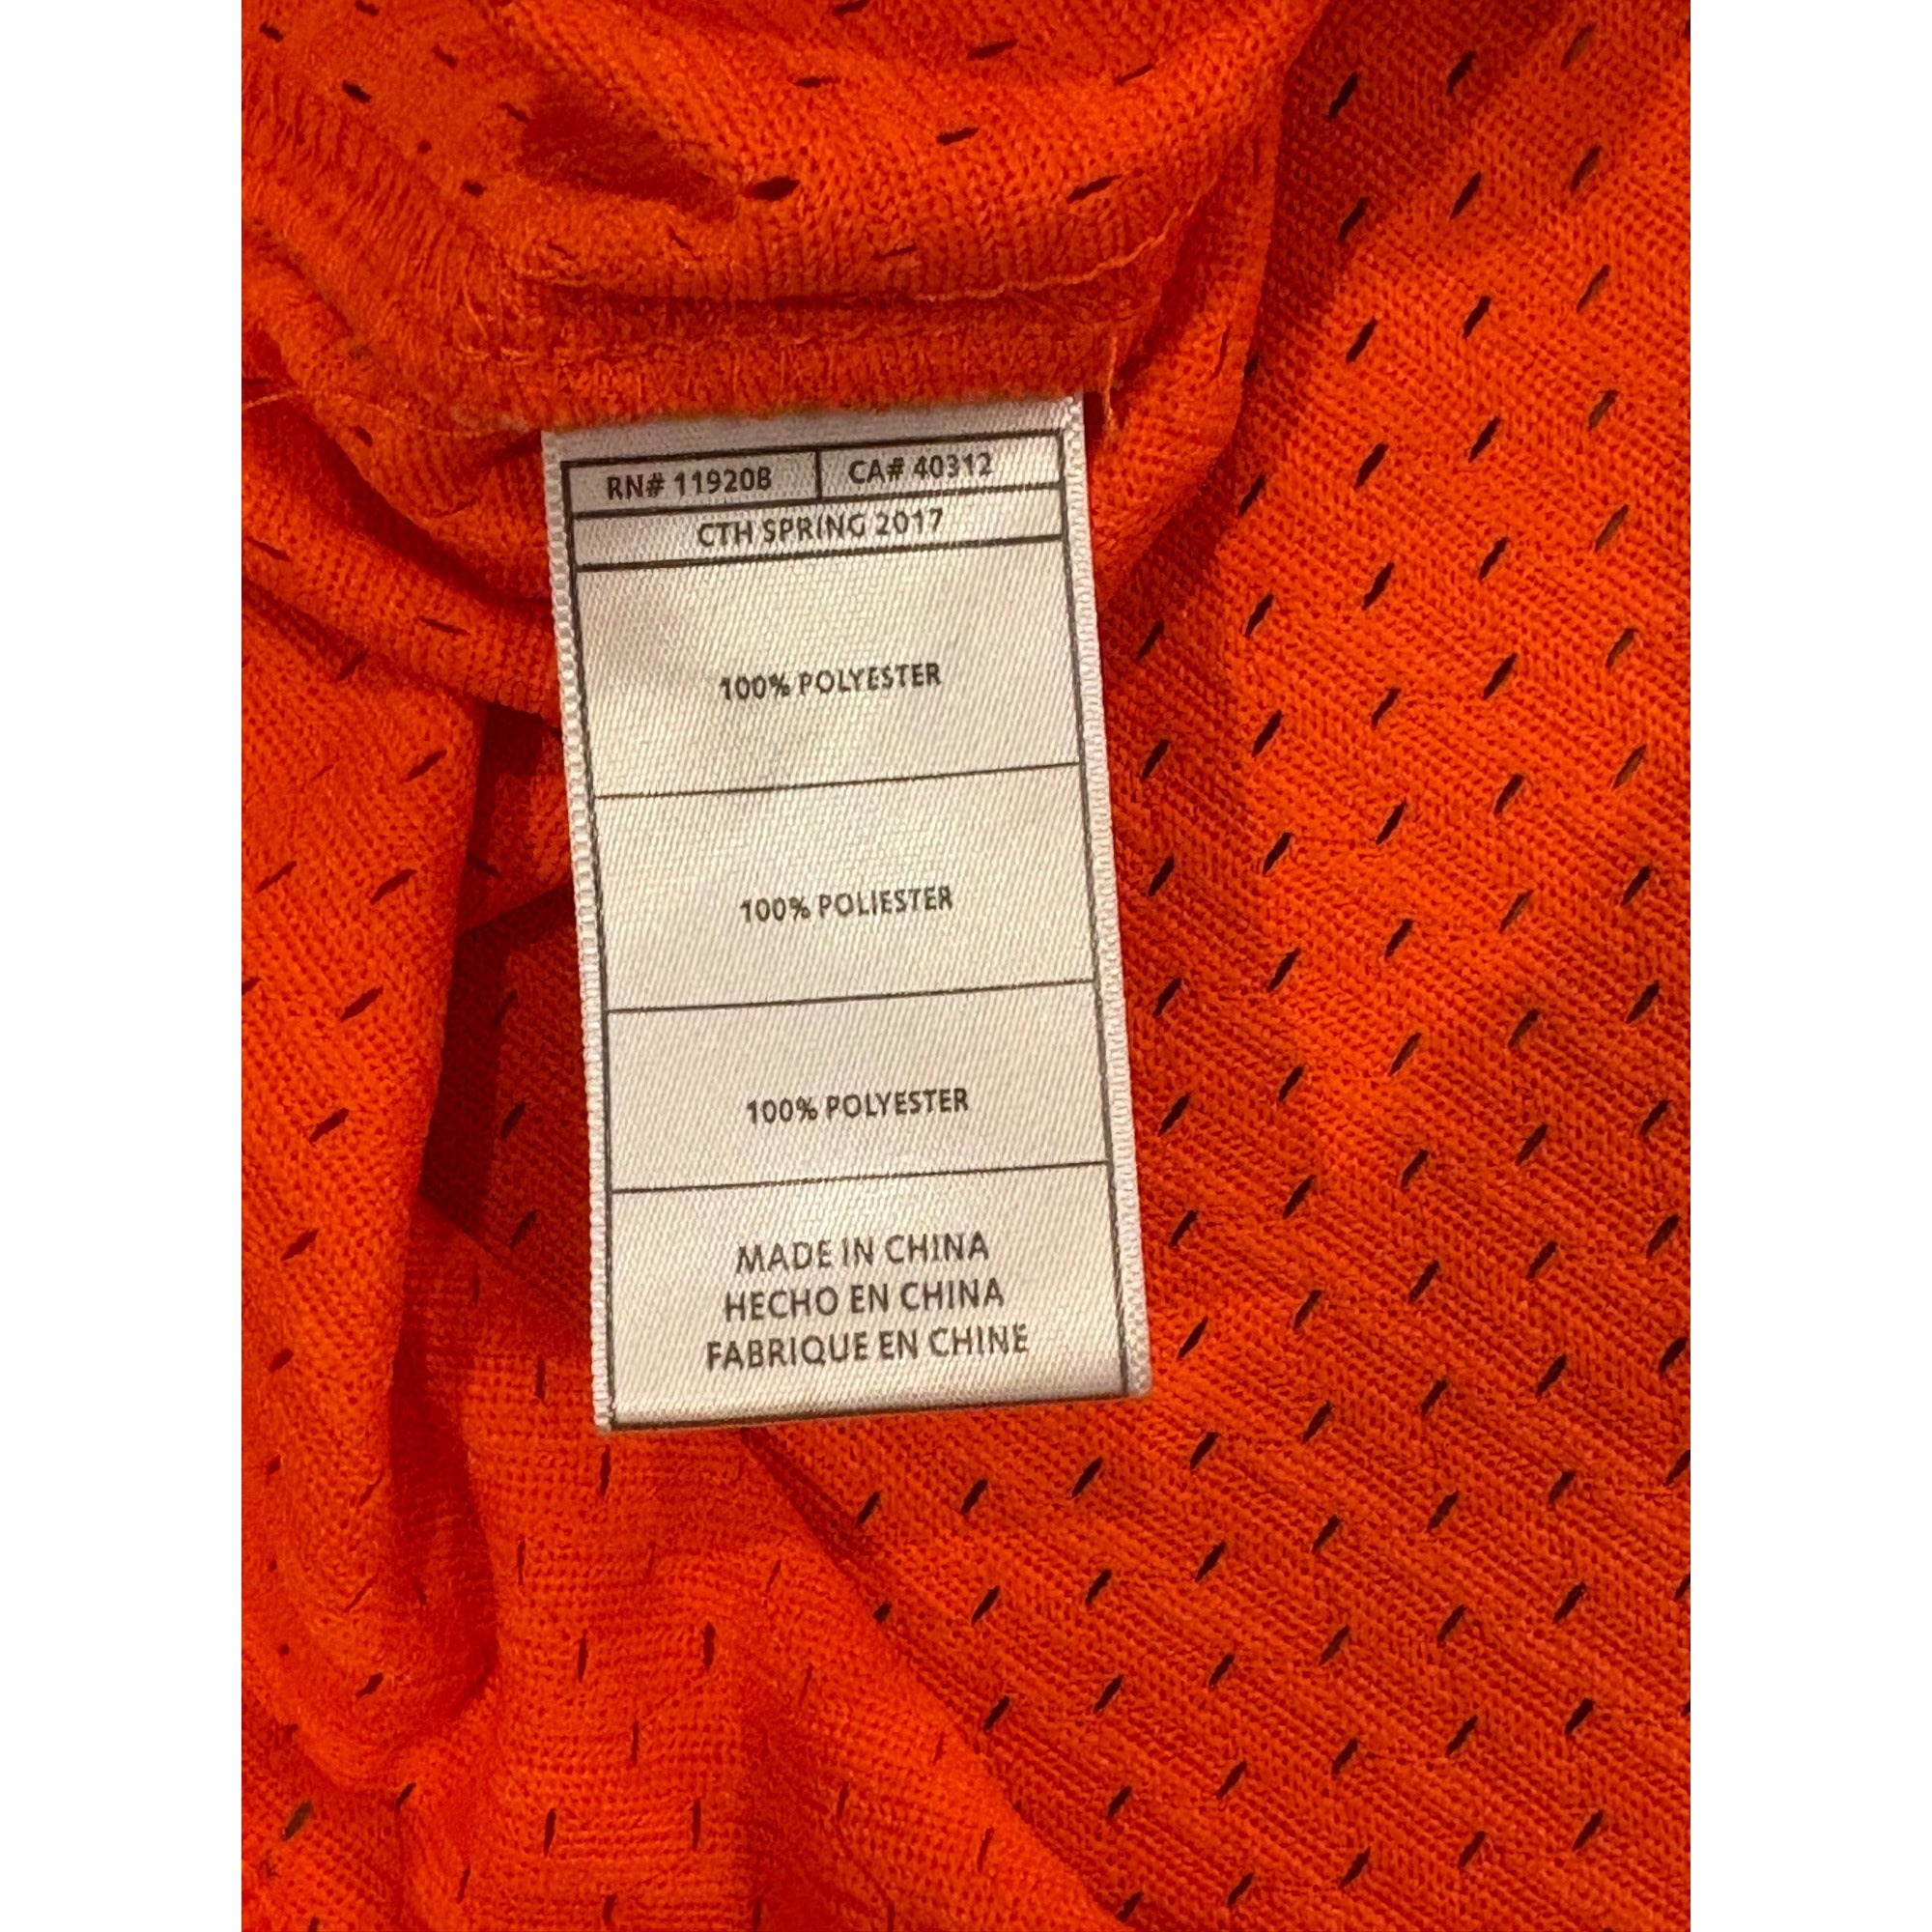 RN# 119208
CA# 40312
CTH SPRING 2017
100% POLYESTER
100% POLIESTER
100% POLYESTER
MADE IN CHINA
HECHO EN CHINA
FABRIQUE EN CHINE